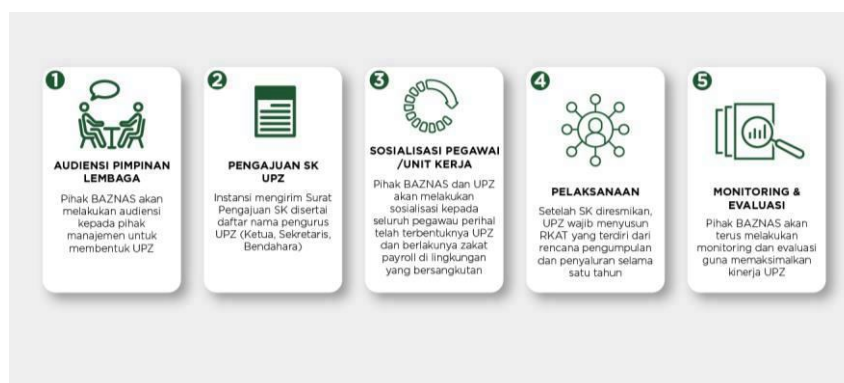 1
AUDIENSI PIMPINAN
LEMBAGA
Pihak BAZNAS akan
melakukan audiensi
kepada pihak
manajemen untuk
membentuk UPZ
2
PENGAJUAN SK
UPZ
Instansi mengirim Surat
Pengajuan SK disertai
daftar nama pengurus
UPZ (Ketua, Sekretaris,
Bendahara)
3
SOSIALISASI PEGAWAI
/UNIT KERJA
Pihak BAZNAS dan UPZ
akan melakukan
sosialisasi kepada
seluruh pegawau perihal
telah terbentuknya UPZ
dan berlakunya zakat
payroll di lingkungan
yang bersangkutan
4
PELAKSANAAN
Setelah SK diresmikan,
UPZ wajib menyusun
RKAT yang terdiri dari
rencana pengumpulan
dan penyaluran selama
satu tahun
5
MONITORING &
EVALUASI
Pihak BAZNAS akan
terus melakukan
monitoring dan evaluasi
guna memaksimalkan
kinerja UPZ